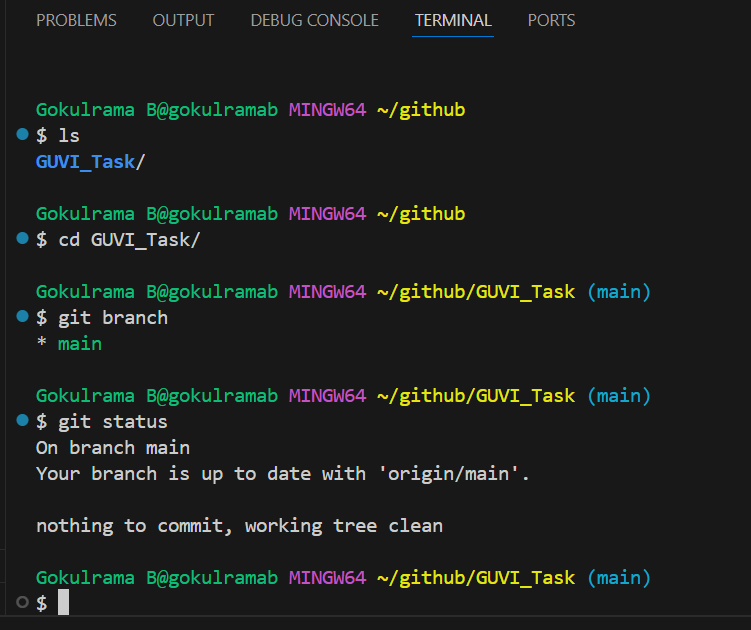 PROBLEMS OUTPUT DEBUG CONSOLE TERMINAL PORTS
Gokulrama B@gokulramab MINGW64 ~/github
$ ls
GUVI_Task/
Gokulrama B@gokulramab MINGW64 ~/github
$ cd GUVI_Task/
Gokulrama B@gokulramab MINGW64 ~/github/GUVI_Task (main)
$ git branch
* main
Gokulrama B@gokulramab MINGW64 ~/github/GUVI_Task (main)
$ git status
On branch main
Your branch is up to date with 'origin/main'.
nothing to commit, working tree clean
Gokulrama B@gokulramab MINGW64 ~/github/GUVI_Task (main)
$